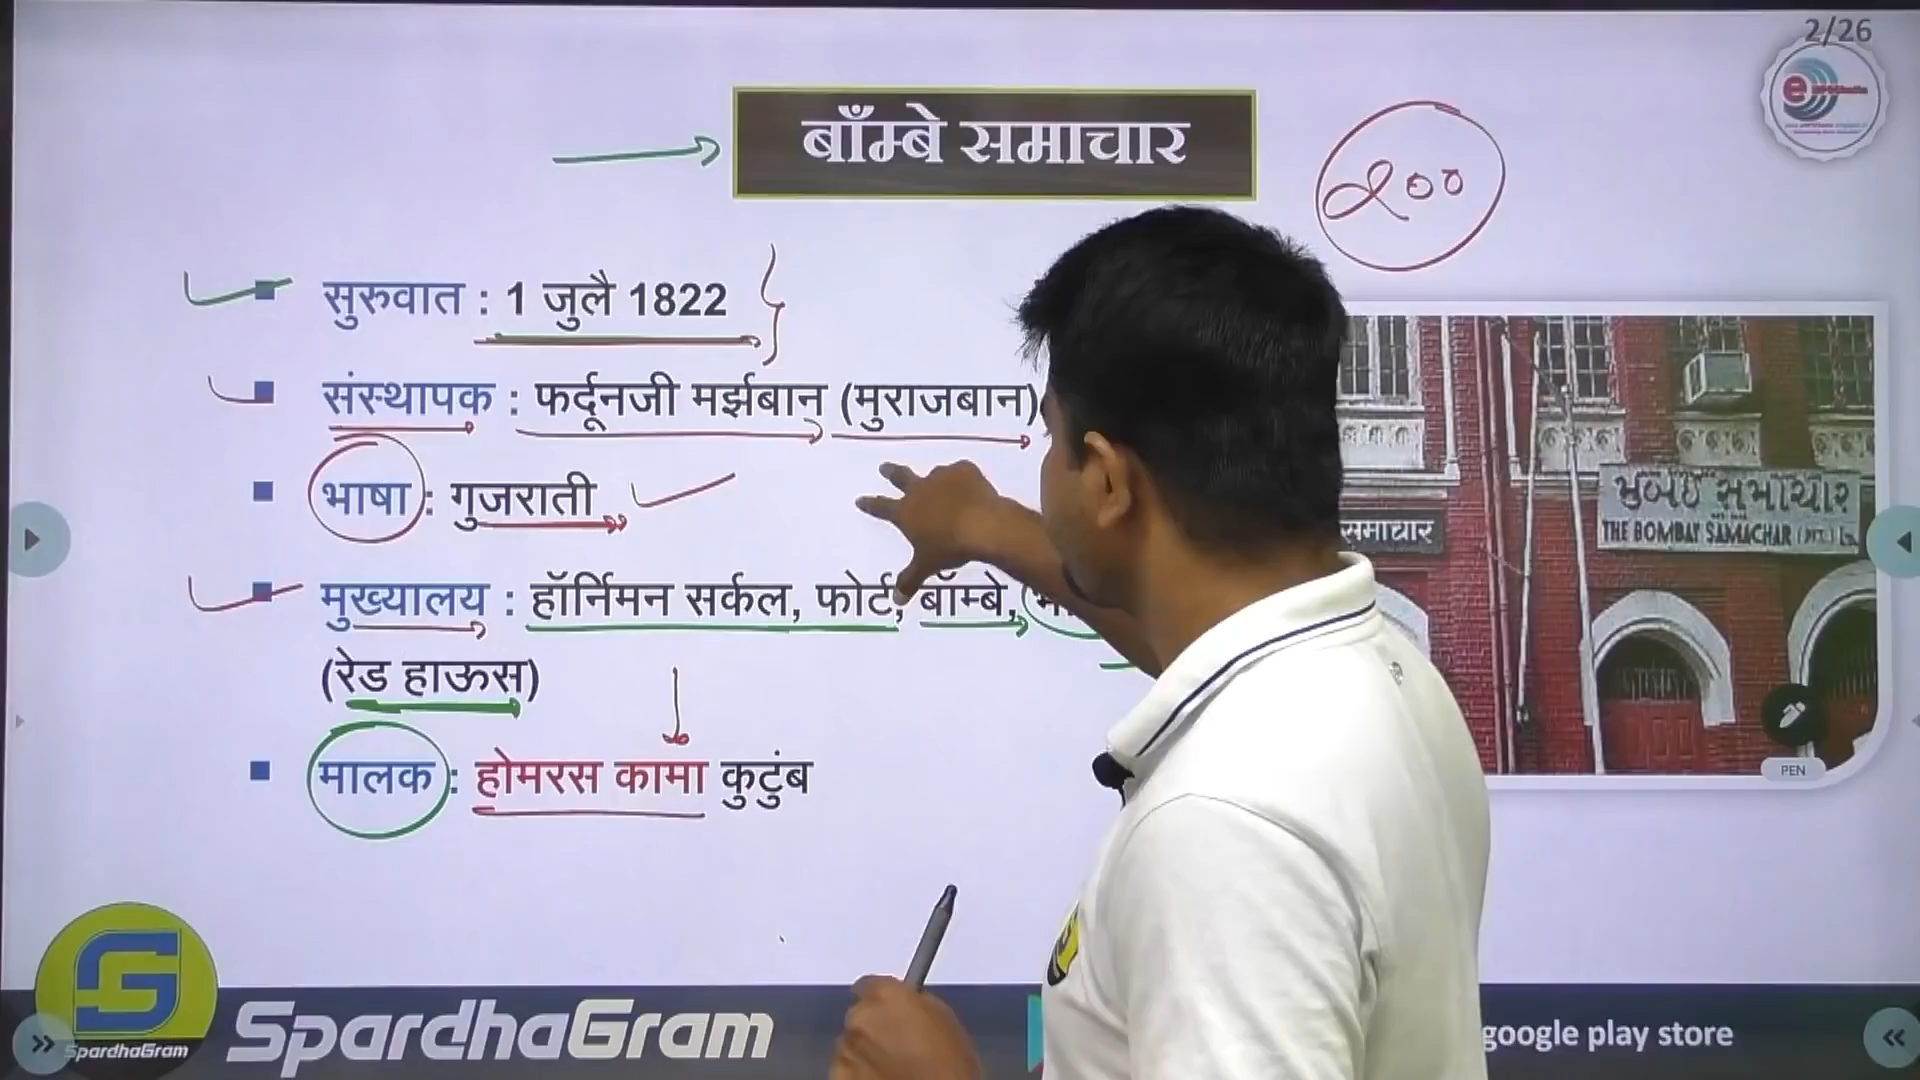 2/26
बॉम्बे समाचार
२००
सुरुवात : 1 जुलै 1822
संस्थापक : फर्दूनजी मर्झबान (मुराजबान)
भाषा : गुजराती
मुख्यालय : हॉर्निमन सर्कल, फोर्ट, बॉम्बे,
(रेड हाऊस)
मालक : होमरस कामा कुटुंब
समाचार
મુંબઈ સમાચાર
THE BOMBAY SAMACHAR
PEN
SpardhaGram
SpardhaGram
google play store